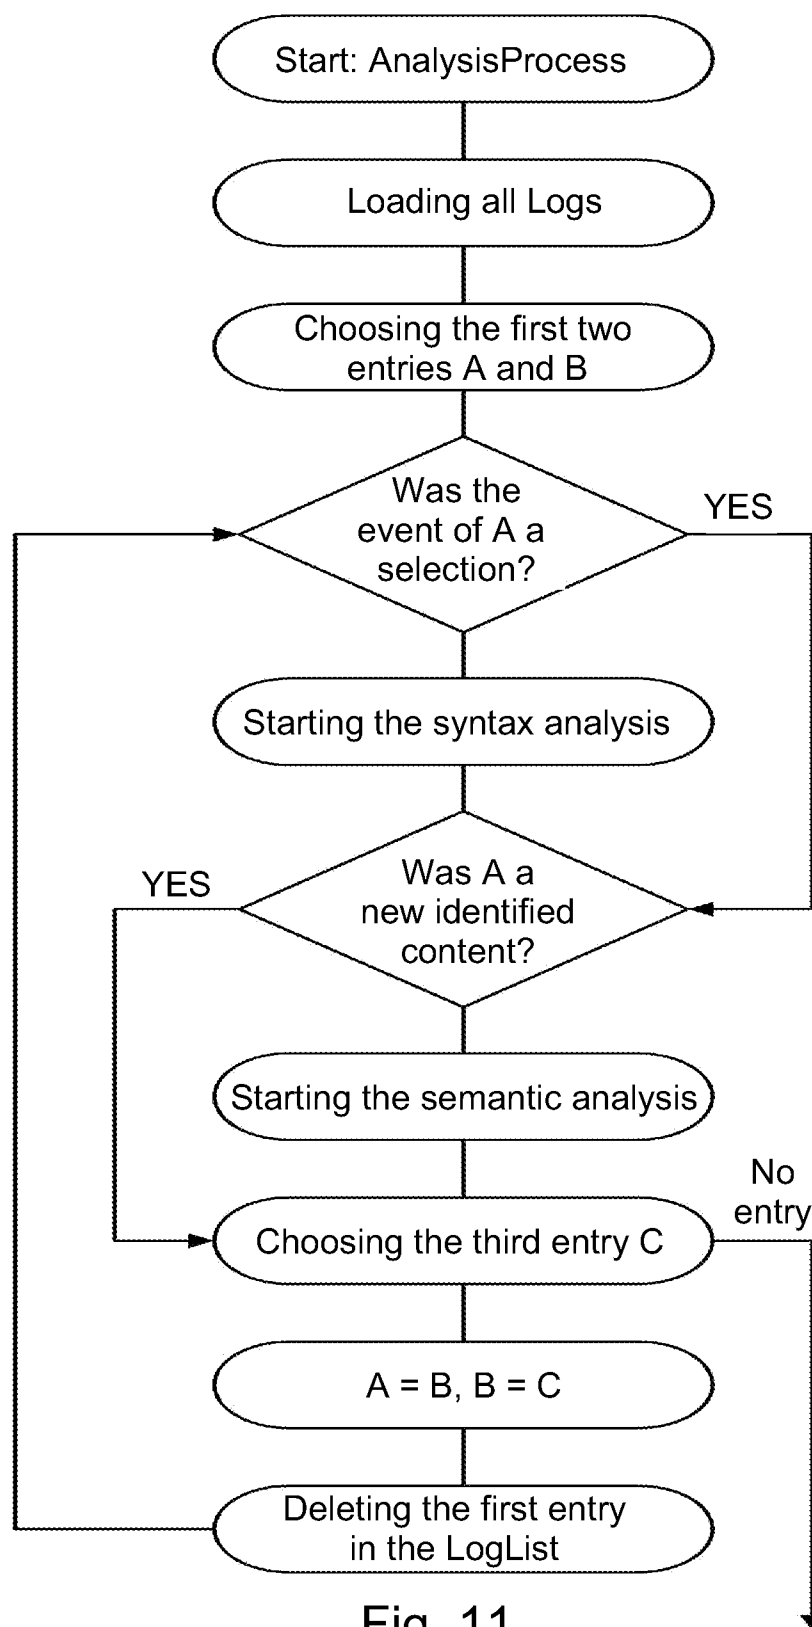 Start: AnalysisProcess
Loading all Logs
Choosing the first two
entries A and B
Was the
event of A a
selection?
YES
Starting the syntax analysis
YES
Was A a
new identified
content?
Starting the semantic analysis
No
entry
Choosing the third entry C
A = B, B = C
Deleting the first entry
in the LogList
Fig. 11